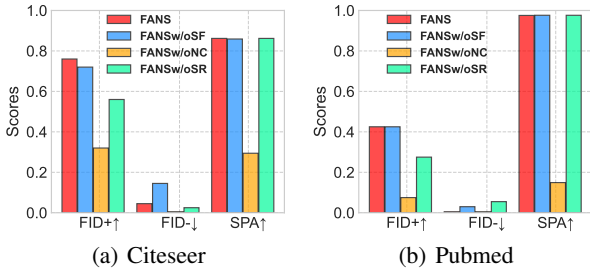 1.0
0.8
0.6
0.4
0.2
0.0
Scores
FANS
FANSw/oSF
FANSw/oNC
FANSw/oSR
FID+↑
FID-↓
SPA↑
(a) Citeseer
1.0
0.8
0.6
0.4
0.2
0.0
Scores
FANS
FANSw/oSF
FANSw/oNC
FANSw/oSR
FID+↑
FID-↓
SPA↑
(b) Pubmed